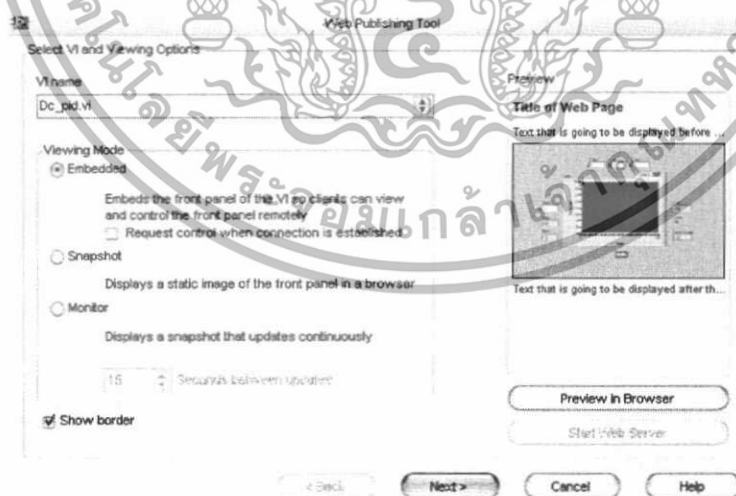 Web Publishing Tool
Select VI and Viewing Options
VI name
Dc_pid.vi
Viewing Mode
Embedded
Embeds the front panel of the VI so clients can view
and control the front panel remotely
Request control when connection is established
Snapshot
Displays a static image of the front panel in a browser
Monitor
Displays a snapshot that updates continuously
15 Seconds between updates
Show border
Preview
Title of Web Page
Text that is going to be displayed before ...
Text that is going to be displayed after th...
Preview in Browser
Start Web Server
< Back
Next >
Cancel
Help